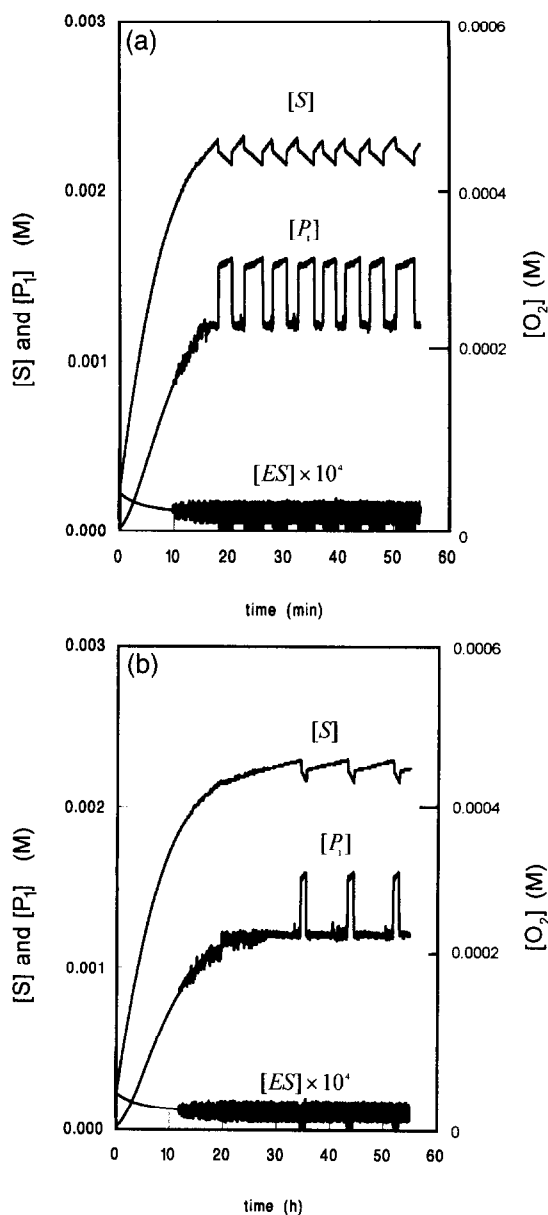 (a)
0.003
0.002
0.001
0.000
[S] and [P₁] (M)
0.0006
0.0004
0.0002
0
[O₂] (M)
[S]
[P₁]
[ES] × 10⁴
0 10 20 30 40 50 60
time (min)
(b)
0.003
0.002
0.001
0.000
[S] and [P₁] (M)
0.0006
0.0004
0.0002
0
[O₂] (M)
[S]
[P₁]
[ES] × 10⁴
0 10 20 30 40 50 60
time (h)